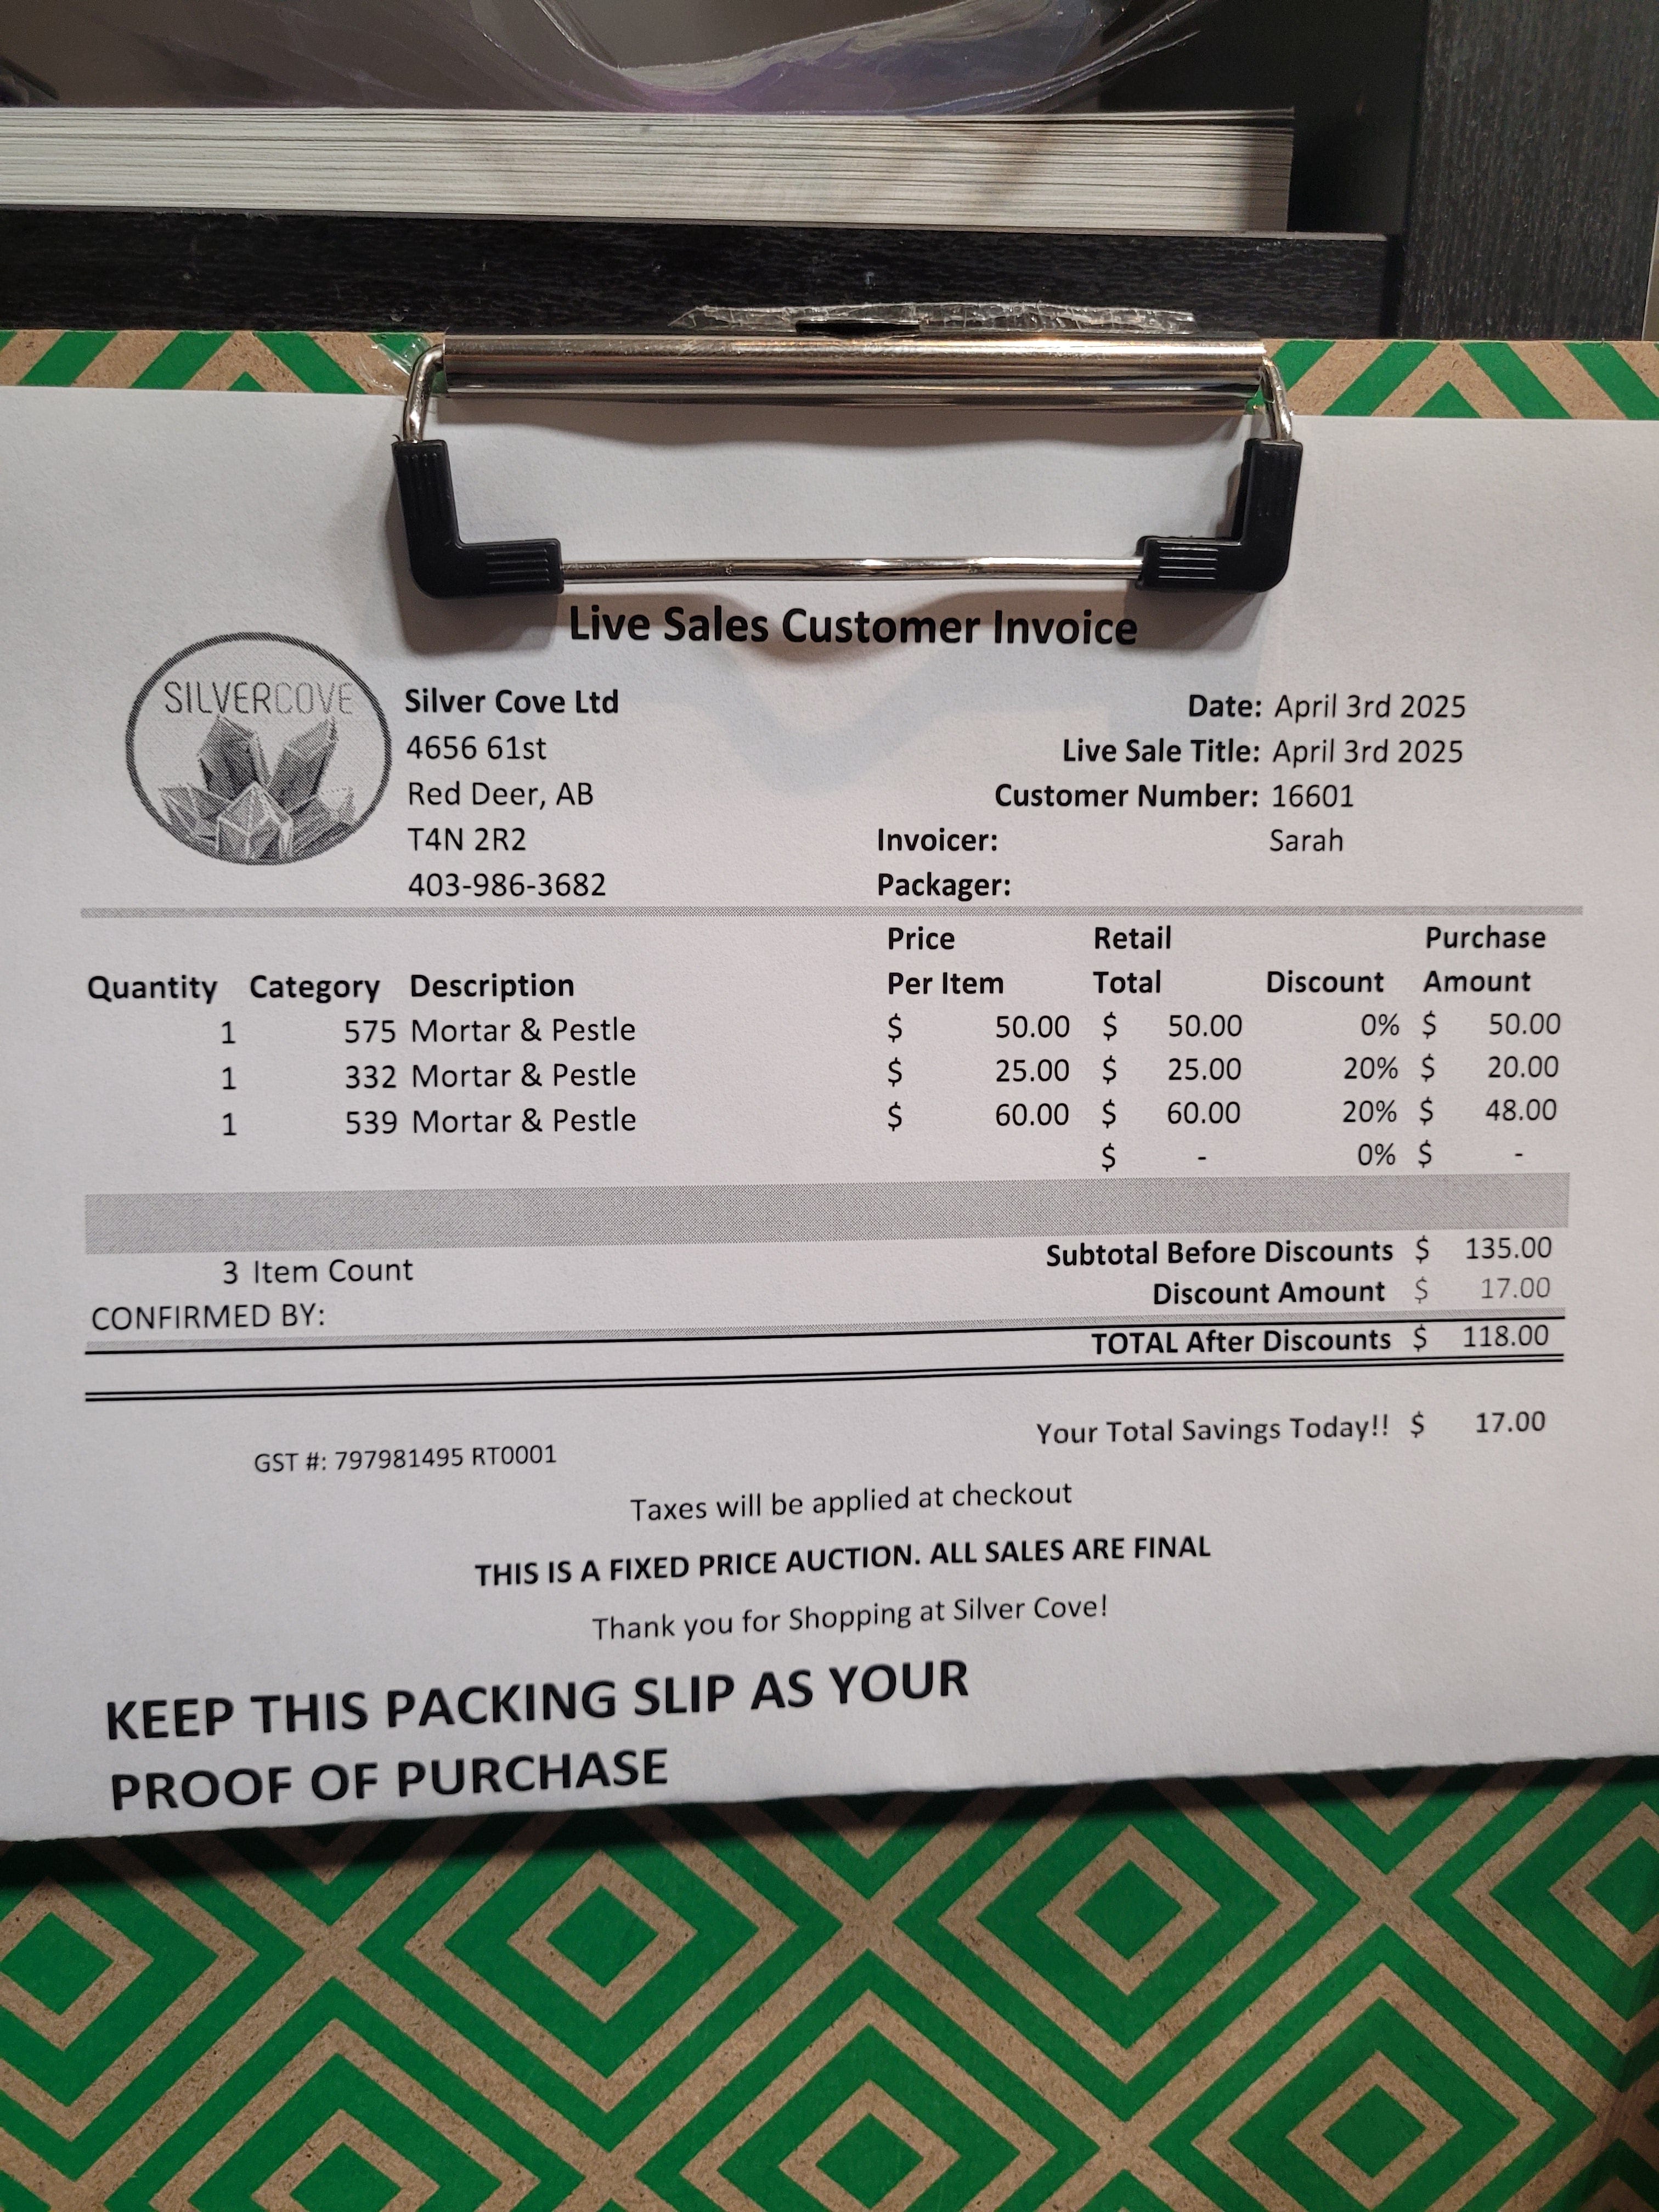 Live Sales Customer Invoice
SILVERCOVE
Silver Cove Ltd
4656 61st
Red Deer, AB
T4N 2R2
403-986-3682
Date: April 3rd 2025
Live Sale Title: April 3rd 2025
Customer Number: 16601
Invoicer: Sarah
Packager:
Quantity Category Description Price Per Item Retail Total Discount Purchase Amount
1 575 Mortar & Pestle $ 50.00 $ 50.00 0% $ 50.00
1 332 Mortar & Pestle $ 25.00 $ 25.00 20% $ 20.00
1 539 Mortar & Pestle $ 60.00 $ 60.00 20% $ 48.00
$ - 0% $ -
3 Item Count
CONFIRMED BY:
Subtotal Before Discounts $ 135.00
Discount Amount $ 17.00
TOTAL After Discounts $ 118.00
Your Total Savings Today!! $ 17.00
GST #: 797981495 RT0001
Taxes will be applied at checkout
THIS IS A FIXED PRICE AUCTION. ALL SALES ARE FINAL
Thank you for Shopping at Silver Cove!
KEEP THIS PACKING SLIP AS YOUR
PROOF OF PURCHASE